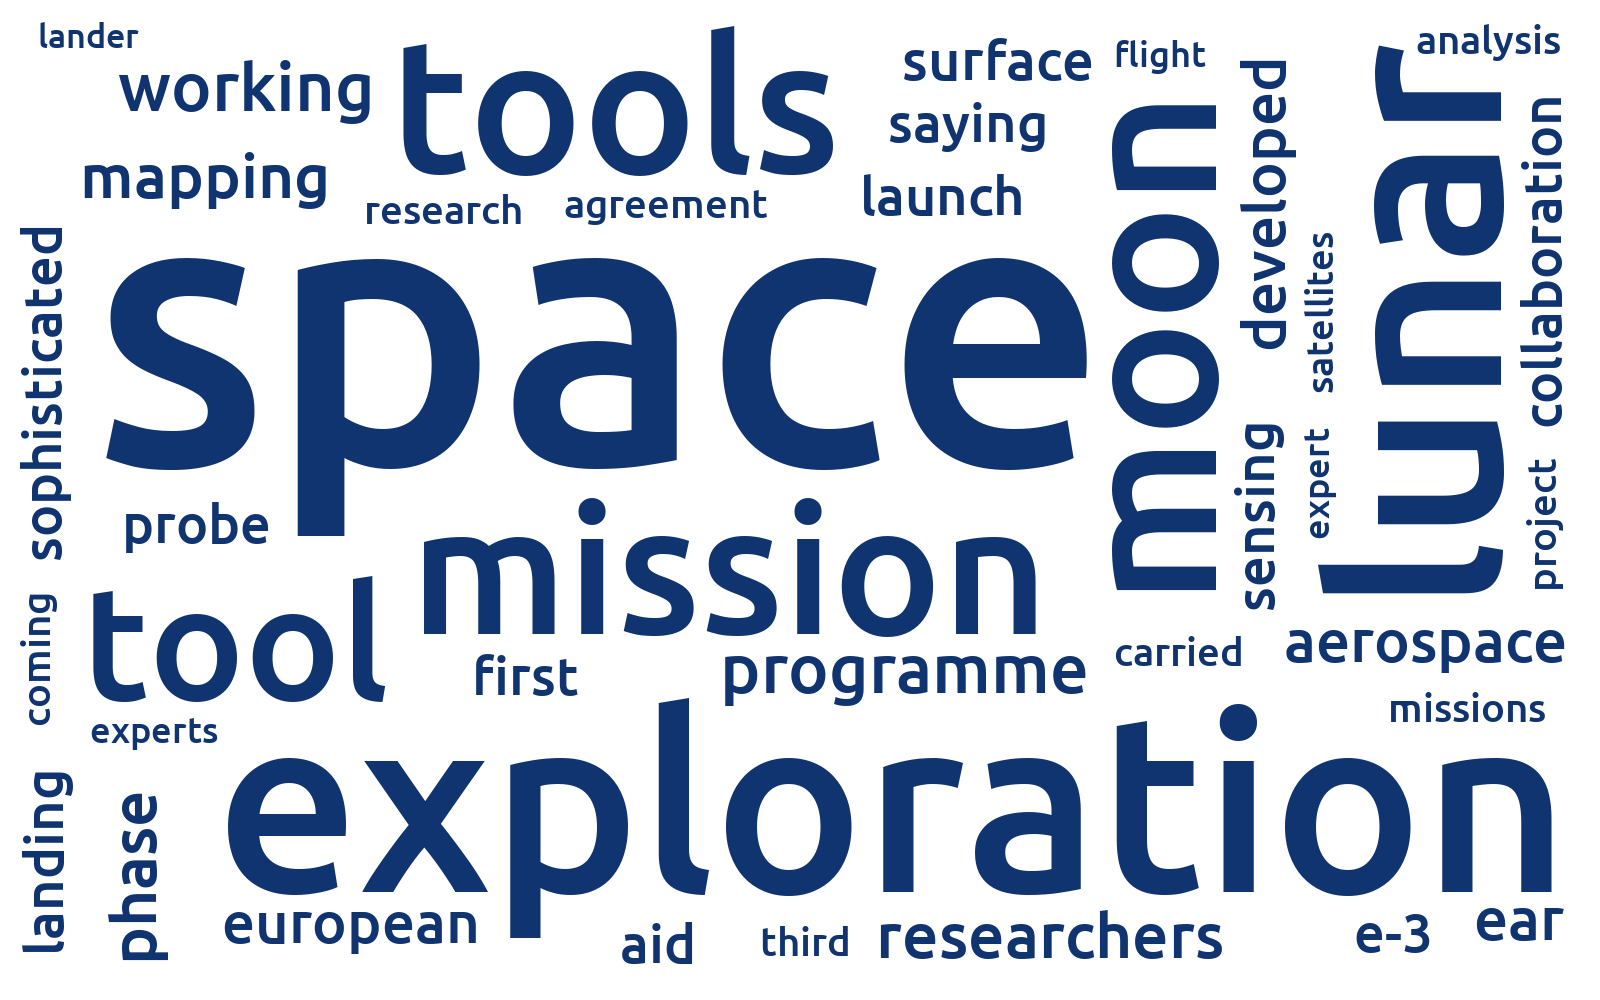 lander
working
tools
surface
flight
analysis
saying
mapping
research
agreement
launch
moon
developed
lunar
collaboration
satellites
sophisticated
space
sensing
expert
project
probe
mission
coming
tool
first
programme
carried
aerospace
experts
missions
landing
phase
exploration
european
aid
third
researchers
e-3
ear